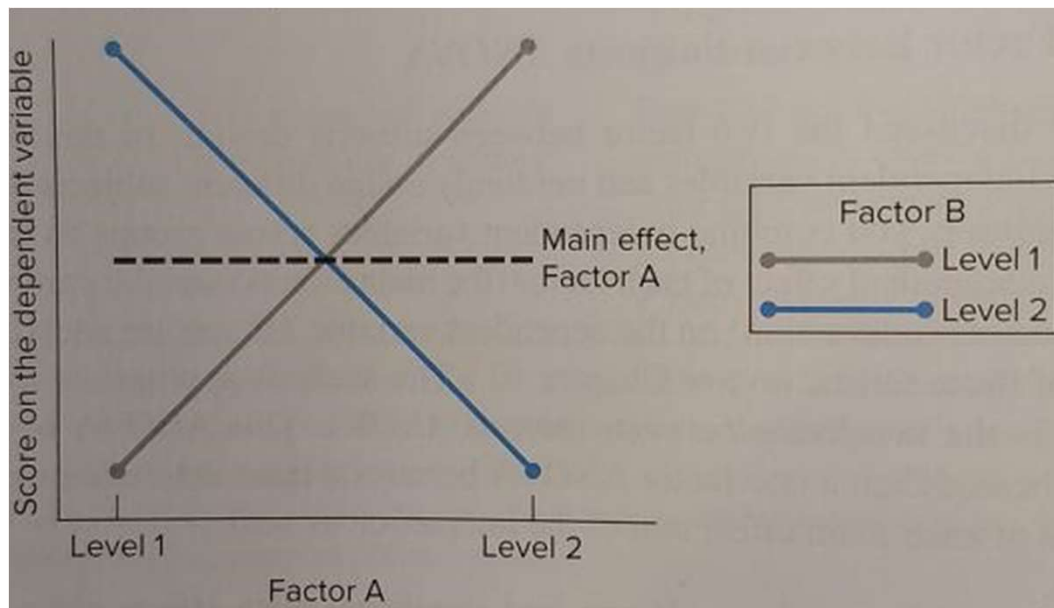 Score on the dependent variable
Main effect,
Factor A
Factor B
Level 1
Level 2
Level 1
Level 2
Factor A